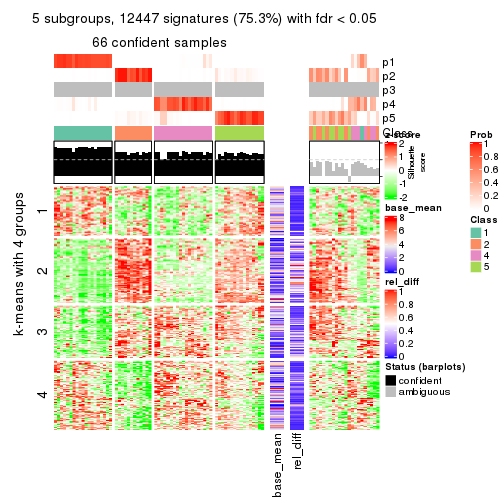 5 subgroups, 12447 signatures (75.3%) with fdr < 0.05
66 confident samples
p1
p2
p3
p4
p5
Class
k-means with 4 groups
1
2
3
4
base_mean
rel_diff
z-score
2
1
0
-1
-2
Silhouette
score
base_mean
8
6
4
2
0
rel_diff
1
0.8
0.6
0.4
0.2
0
Status (barplots)
confident
ambiguous
Prob
1
0.8
0.6
0.4
0.2
0
Class
1
2
4
5